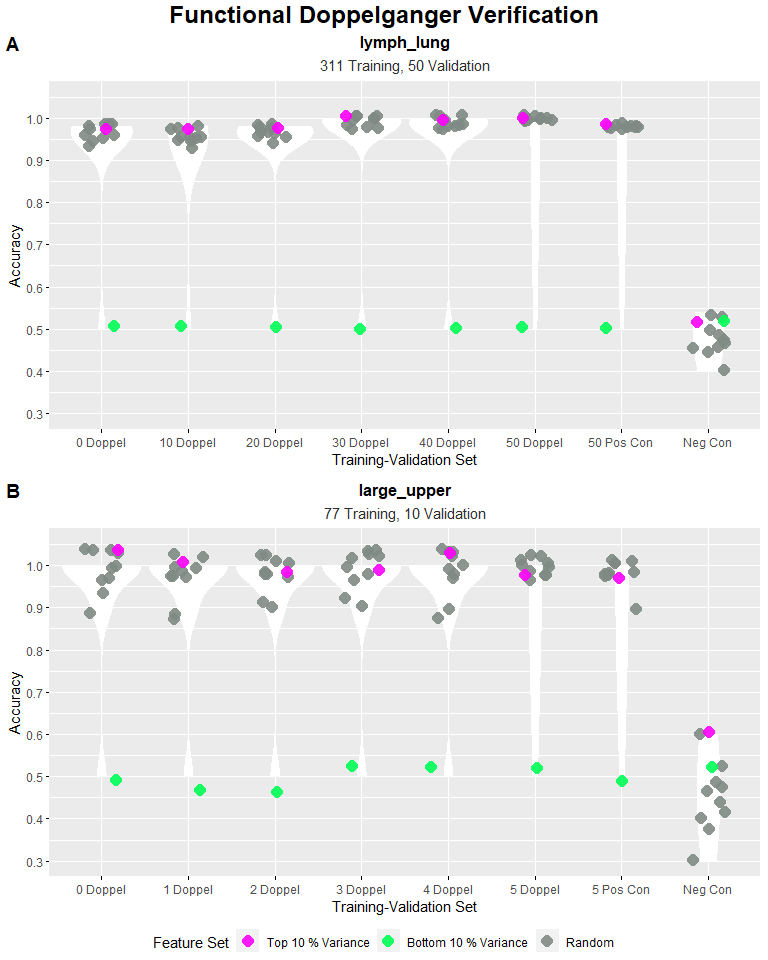 Functional Doppelganger Verification
A
lymph_lung
311 Training, 50 Validation
Accuracy
1.0
0.9
0.8
0.7
0.6
0.5
0.4
0.3
0 Doppel 10 Doppel 20 Doppel 30 Doppel 40 Doppel 50 Doppel 50 Pos Con Neg Con
Training-Validation Set
B
large_upper
77 Training, 10 Validation
Accuracy
1.0
0.9
0.8
0.7
0.6
0.5
0.4
0.3
0 Doppel 1 Doppel 2 Doppel 3 Doppel 4 Doppel 5 Doppel 5 Pos Con Neg Con
Training-Validation Set
Feature Set Top 10 % Variance Bottom 10 % Variance Random